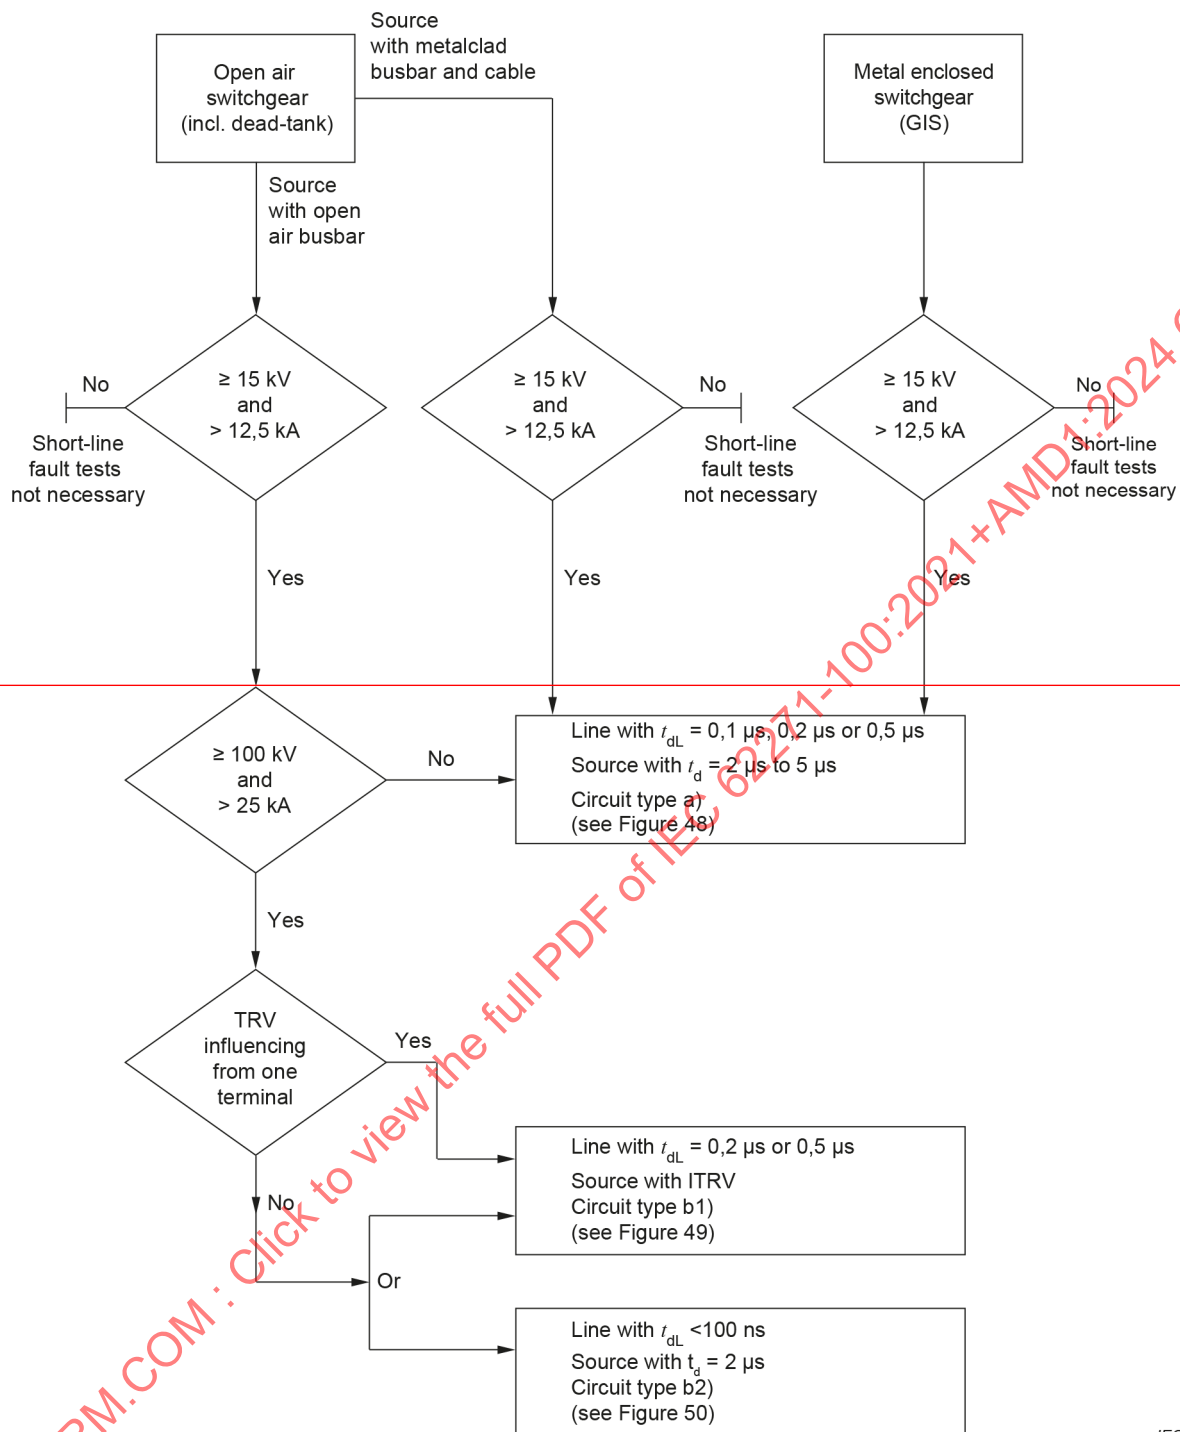 Source
with metalclad
busbar and cable
Open air
switchgear
(incl. dead-tank)
Metal enclosed
switchgear
(GIS)
Source
with open
air busbar
No
≥ 15 kV
and
> 12,5 kA
Short-line
fault tests
not necessary
≥ 15 kV
and
> 12,5 kA
No
Short-line
fault tests
not necessary
≥ 15 kV
and
> 12,5 kA
No
Short-line
fault tests
not necessary
Yes
Yes
Yes
≥ 100 kV
and
> 25 kA
No
Line with tdL = 0,1 µs, 0,2 µs or 0,5 µs
Source with td = 2 µs to 5 µs
Circuit type a)
(see Figure 48)
Yes
TRV
influencing
from one
terminal
Yes
Line with tdL = 0,2 µs or 0,5 µs
Source with ITRV
Circuit type b1)
(see Figure 49)
No
Or
Line with tdL <100 ns
Source with td = 2 µs
Circuit type b2)
(see Figure 50)
RM.COM : Click to view the full PDF of IEC 62271-100:2021+AMD1:2024